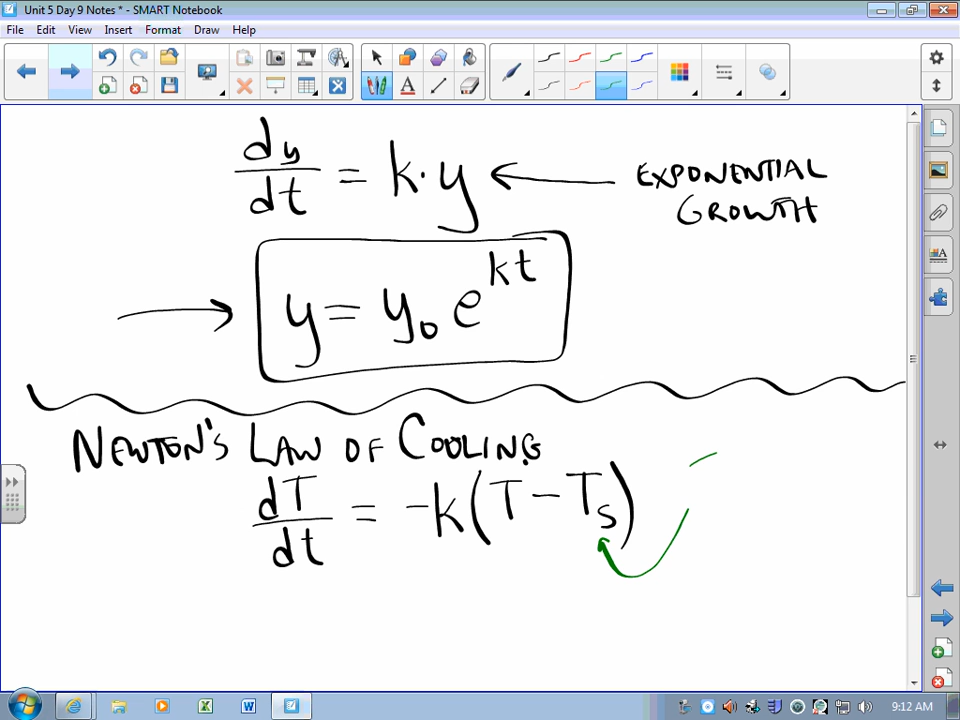 Unit 5 Day 9 Notes * - SMART Notebook
File Edit View Insert Format Draw Help
dy/dt = k·y ← EXPONENTIAL
GROWTH
→ y = y₀e^kt
NEWTON'S LAW OF COOLING
dT/dt = -k(T - Tₛ)
9:12 AM